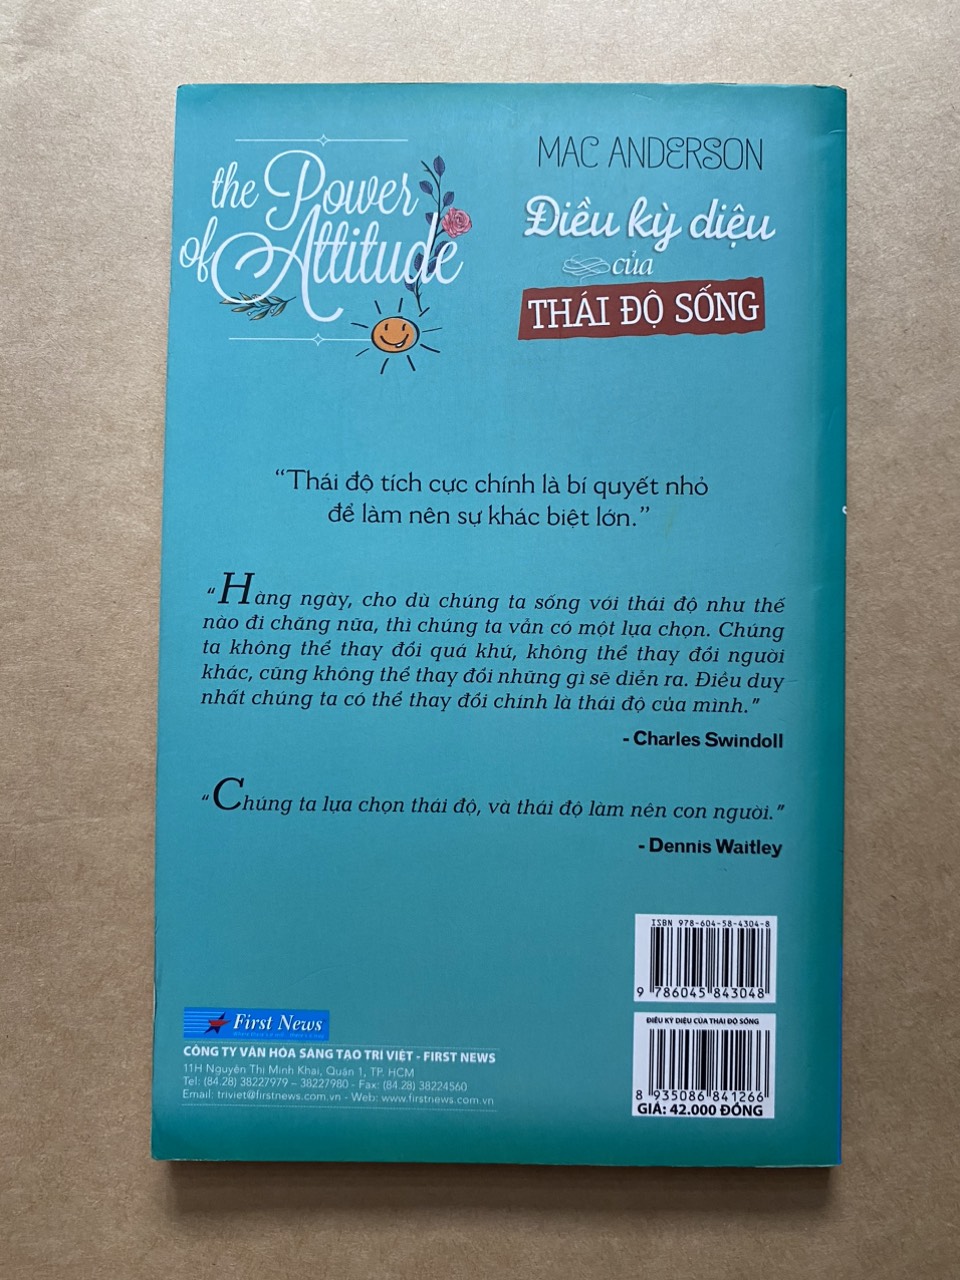 the Power
of Attitude
MAC ANDERSON
Điều kỳ diệu
của
THÁI ĐỘ SỐNG
“Thái độ tích cực chính là bí quyết nhỏ
để làm nên sự khác biệt lớn.”
“Hàng ngày, cho dù chúng ta sống với thái độ như thế
nào đi chăng nữa, thì chúng ta vẫn có một lựa chọn. Chúng
ta không thể thay đổi quá khứ, không thể thay đổi người
khác, cũng không thể thay đổi những gì sẽ diễn ra. Điều duy
nhất chúng ta có thể thay đổi chính là thái độ của mình.”
- Charles Swindoll
“Chúng ta lựa chọn thái độ, và thái độ làm nên con người.”
- Dennis Waitley
ISBN 978-604-58-4304-8
9 786045 843048
ĐIỀU KỲ DIỆU CỦA THÁI ĐỘ SỐNG
8 935086 841266
GIÁ: 42.000 ĐỒNG
First News
CÔNG TY VĂN HÓA SÁNG TẠO TRÍ VIỆT - FIRST NEWS
11H Nguyễn Thị Minh Khai, Quận 1, TP. HCM
Tel: (84.28) 38227979 – 38227980 - Fax: (84.28) 38224560
Email: triviet@firstnews.com.vn - Web: www.firstnews.com.vn